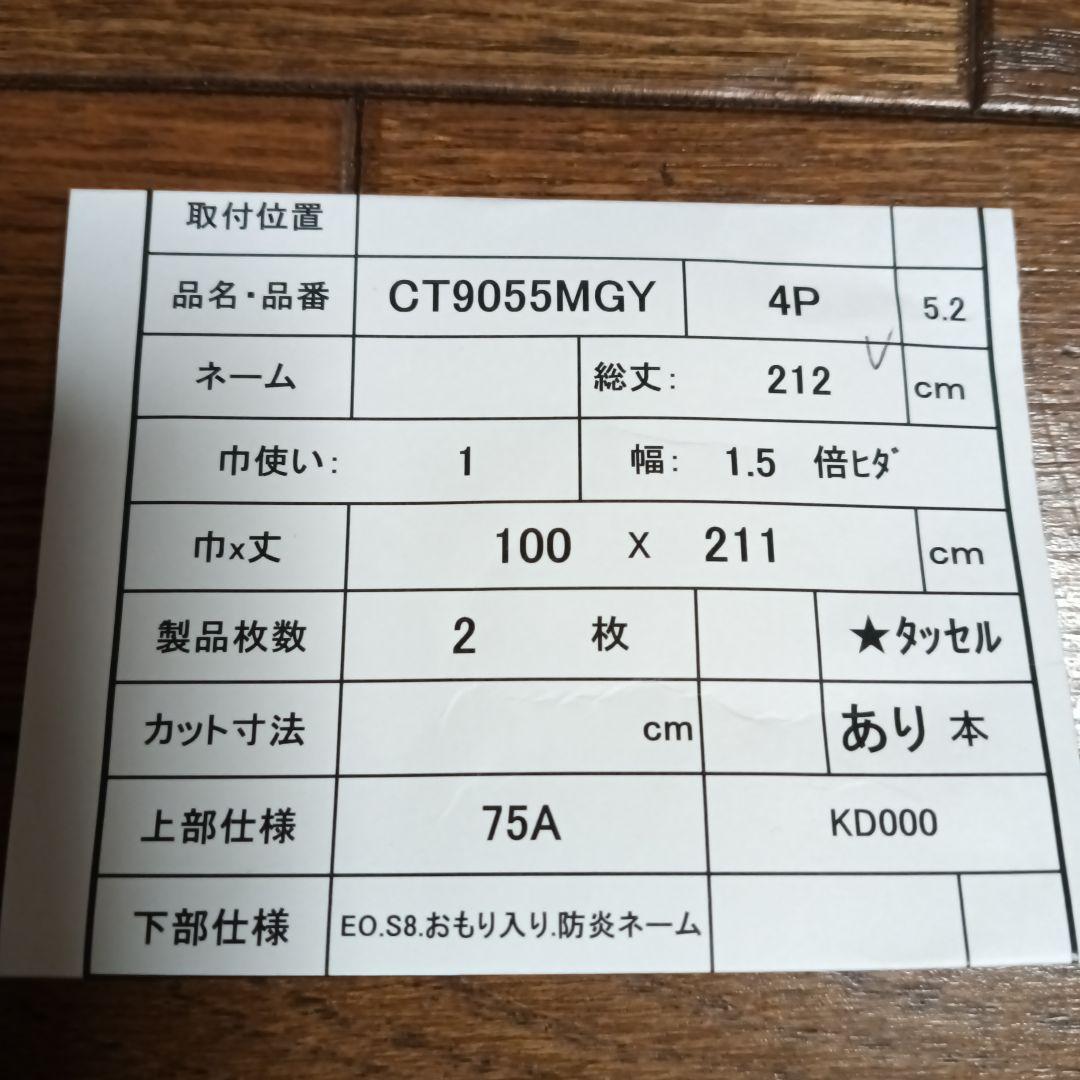 取付位置
品名・品番 CT9055MGY 4P 5.2
ネーム 総丈: 212 cm
巾使い: 1 幅: 1.5 倍ﾋﾀﾞ
巾x丈 100 X 211 cm
製品枚数 2 枚 ★ﾀｯｾﾙ
カット寸法 cm あり 本
上部仕様 75A KD000
下部仕様 EO.S8.おもり入り.防炎ネーム